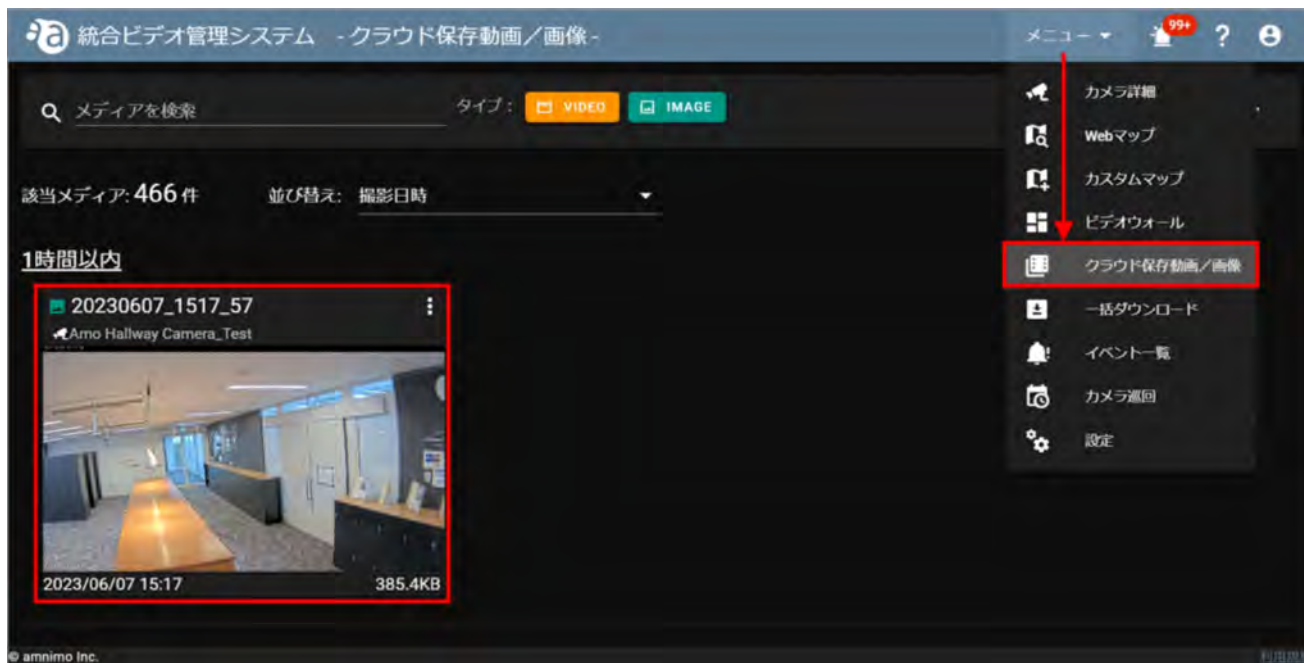 統合ビデオ管理システム - クラウド保存動画／画像 -
メニュー
99+
?
メディアを検索
タイプ :
VIDEO
IMAGE
該当メディア: 466 件
並び替え: 撮影日時
1時間以内
20230607_1517_57
Amo Hallway Camera_Test
2023/06/07 15:17
385.4KB
カメラ詳細
Webマップ
カスタムマップ
ビデオウォール
クラウド保存動画／画像
一括ダウンロード
イベント一覧
カメラ巡回
設定
© amnimo Inc.